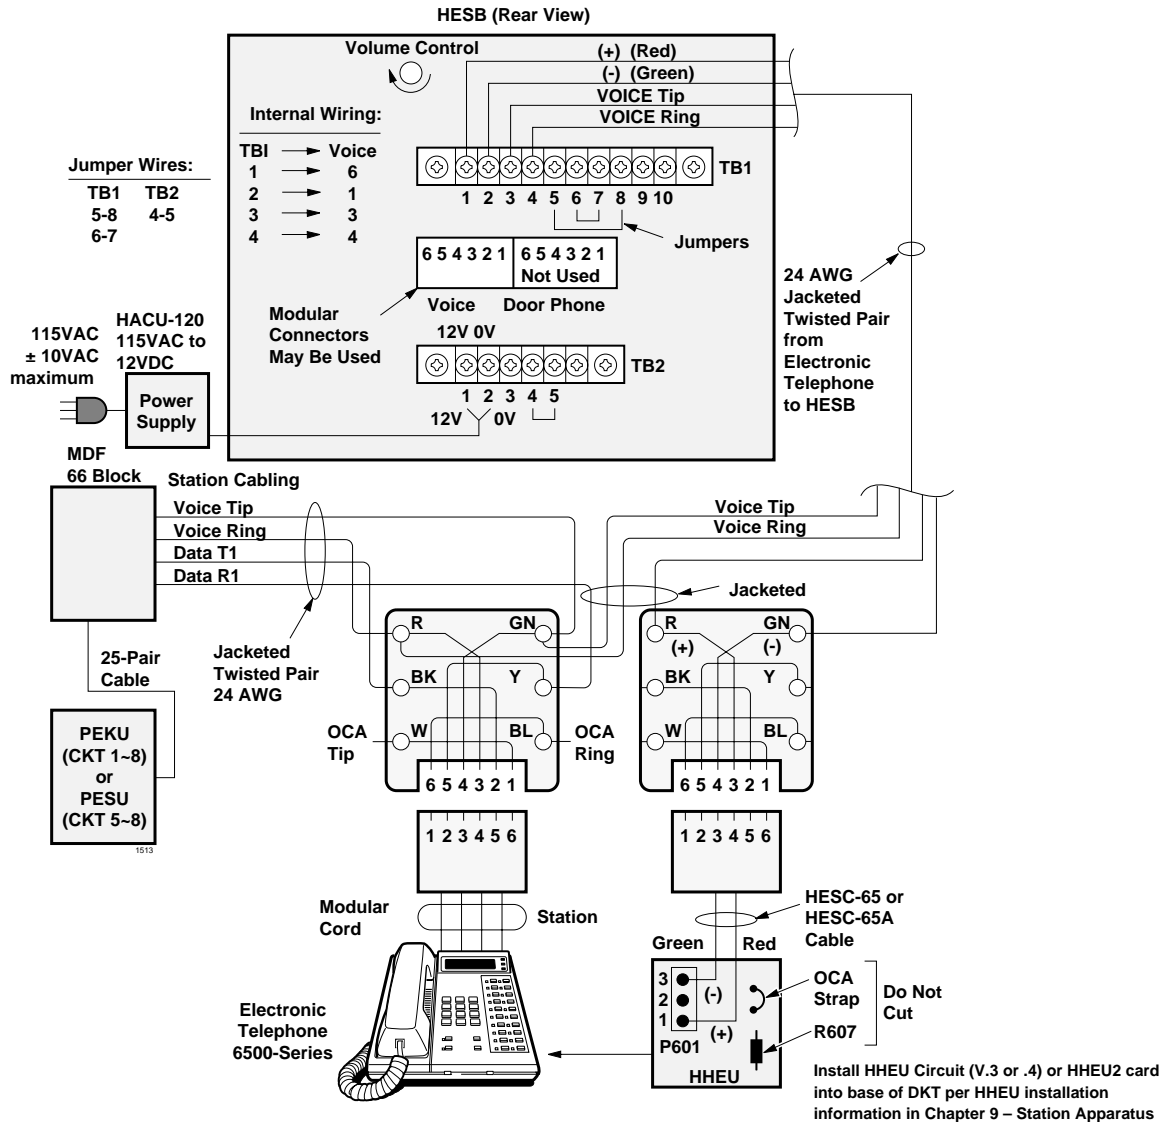 HESB (Rear View)
Volume Control
(+) (Red)
(-) (Green)
VOICE Tip
VOICE Ring
Internal Wiring:
TBI Voice
1 6
2 1
3 3
4 4
Jumper Wires:
TB1 TB2
5-8 4-5
6-7
TB1
1 2 3 4 5 6 7 8 9 10
Jumpers
6 5 4 3 2 1
6 5 4 3 2 1
Not Used
Voice
Door Phone
Modular
Connectors
May Be Used
12V 0V
TB2
1 2 3 4 5
12V 0V
24 AWG
Jacketed
Twisted Pair
from
Electronic
Telephone
to HESB
115VAC
± 10VAC
maximum
HACU-120
115VAC to
12VDC
Power
Supply
MDF
66 Block
Station Cabling
Voice Tip
Voice Ring
Data T1
Data R1
Voice Tip
Voice Ring
Jacketed
Jacketed
Twisted Pair
24 AWG
25-Pair
Cable
PEKU
(CKT 1~8)
or
PESU
(CKT 5~8)
1513
R GN
BK Y
W BL
OCA
Tip
OCA
Ring
6 5 4 3 2 1
R GN
(+) (-)
BK Y
W BL
6 5 4 3 2 1
1 2 3 4 5 6
1 2 3 4 5 6
Modular
Cord
Station
HESC-65 or
HESC-65A
Cable
Green Red
Electronic
Telephone
6500-Series
3
2
1
(-)
(+)
P601
HHEU
OCA
Strap
R607
Do Not
Cut
Install HHEU Circuit (V.3 or .4) or HHEU2 card
into base of DKT per HHEU installation
information in Chapter 9 – Station Apparatus